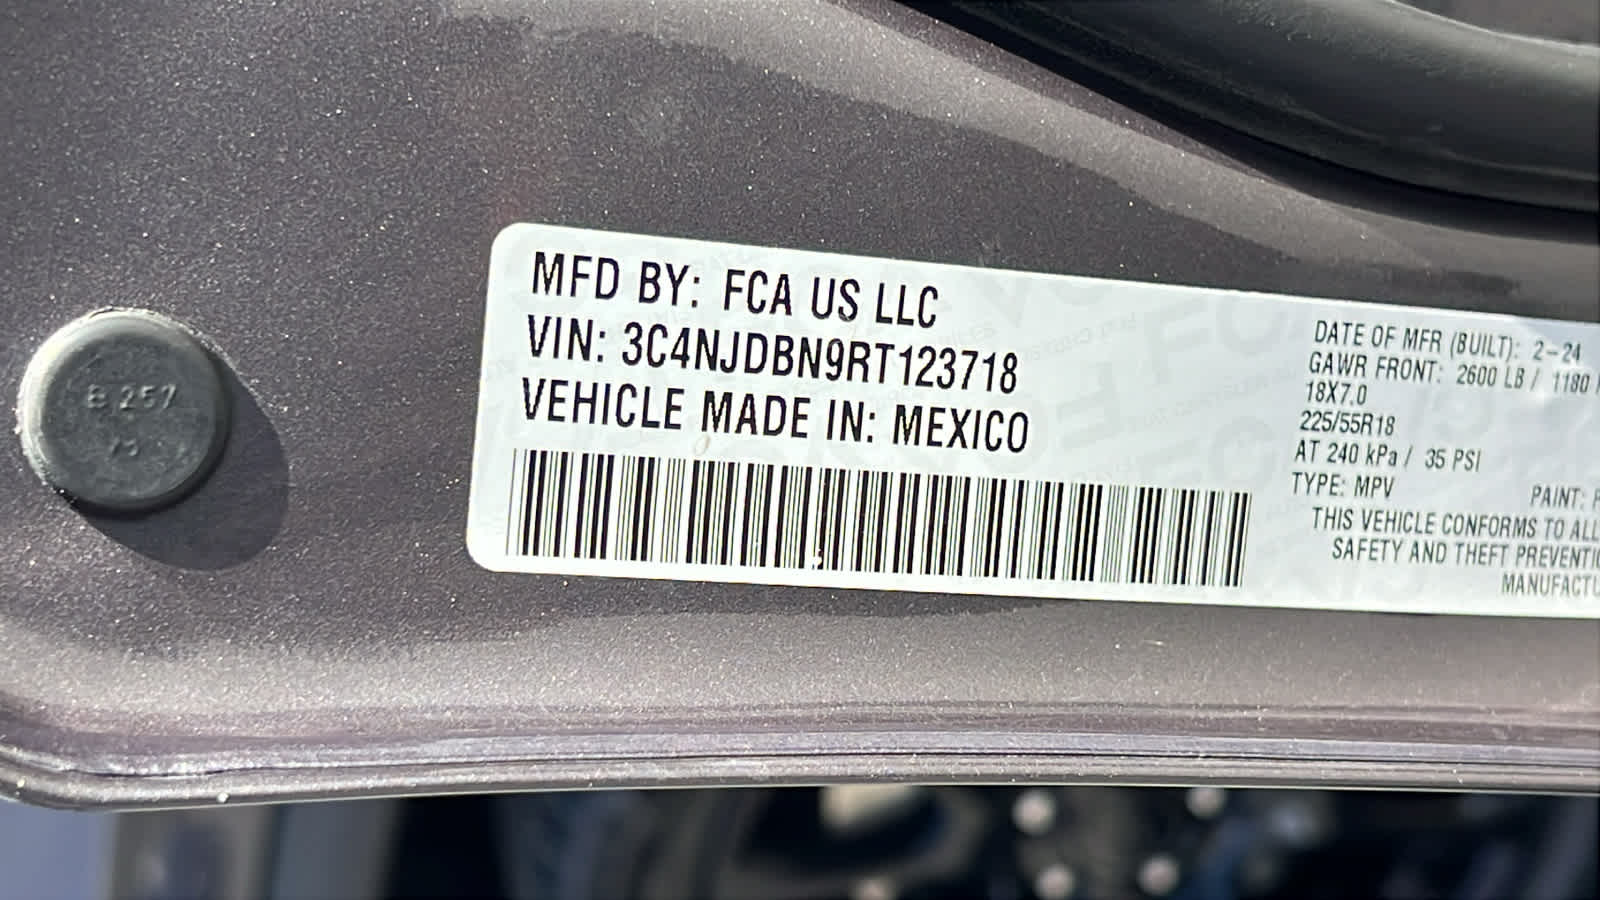 MFD BY: FCA US LLC
VIN: 3C4NJDBN9RT123718
VEHICLE MADE IN: MEXICO
DATE OF MFR (BUILT): 2-24
GAWR FRONT: 2600 LB / 1180
18X7.0
225/55R18
AT 240 kPa / 35 PSI
TYPE: MPV PAINT:
THIS VEHICLE CONFORMS TO ALL
SAFETY AND THEFT PREVENTIO
MANUFACTU